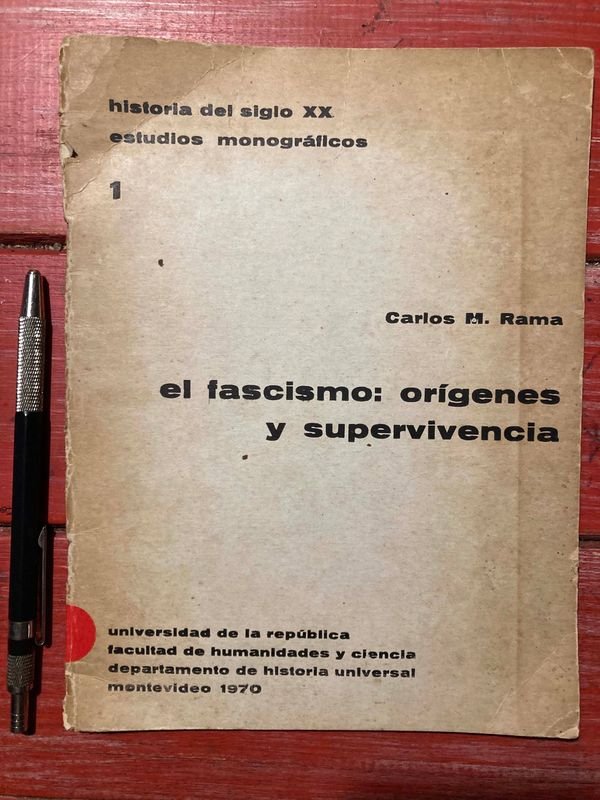 historia del siglo XX
estudios monográficos
1
Carlos M. Rama
el fascismo: orígenes
y supervivencia
universidad de la república
facultad de humanidades y ciencia
departamento de historia universal
montevideo 1970